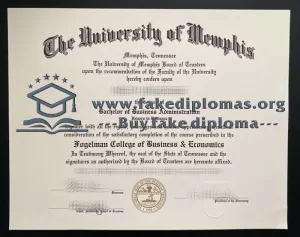 The University of Memphis
Memphis, Tennessee
The University of Memphis Board of Trustees
upon the recommendation of the Faculty of the University
hereby confers upon
www.fakediplomas.org
Bachelor of Business Administration
---Buy fake diploma---
consideration of the satisfactory completion of the course prescribed in the
Fogelman College of Business & Economics
In Testimony Whereof, the seal of the State of Tennessee and the
signatures as authorized by the Board of Trustees are hereunto affixed.